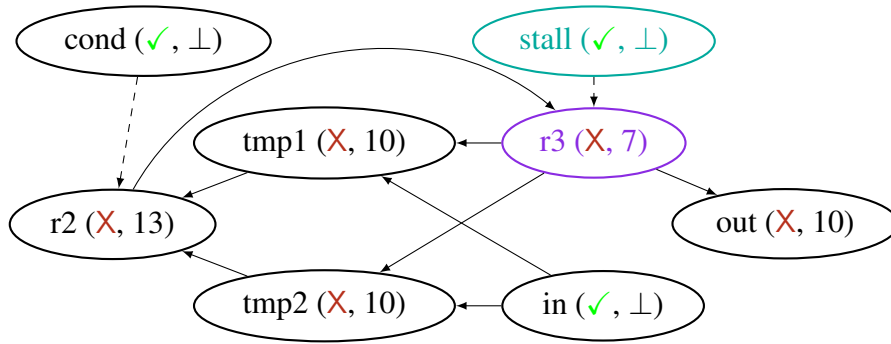 cond (✓, ⊥)
stall (✓, ⊥)
tmp1 (X, 10)
r3 (X, 7)
r2 (X, 13)
out (X, 10)
tmp2 (X, 10)
in (✓, ⊥)